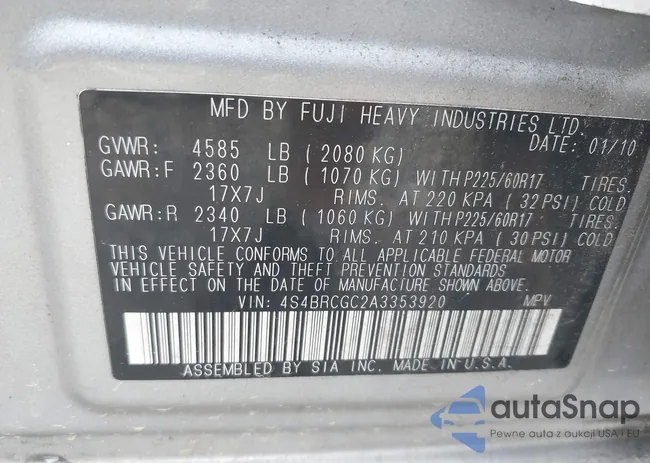 MFD BY FUJI HEAVY INDUSTRIES LTD.
DATE: 01/10
GVWR: 4585 LB (2080 KG)
GAWR:F 2360 LB (1070 KG) WITH P225/60R17 TIRES.
17X7J RIMS. AT 220 KPA (32 PSI) COLD
GAWR:R 2340 LB (1060 KG) WITH P225/60R17 TIRES.
17X7J RIMS. AT 210 KPA (30 PSI) COLD
THIS VEHICLE CONFORMS TO ALL APPLICABLE FEDERAL MOTOR
VEHICLE SAFETY AND THEFT PREVENTION STANDARDS
IN EFFECT ON THE DATE OF MANUFACTURE SHOWN ABOVE.
VIN: 4S4BRCGC2A3353920 MPV
ASSEMBLED BY SIA INC. MADE IN U.S.A.
autaSnap
Pewne auta z aukcji USA i EU